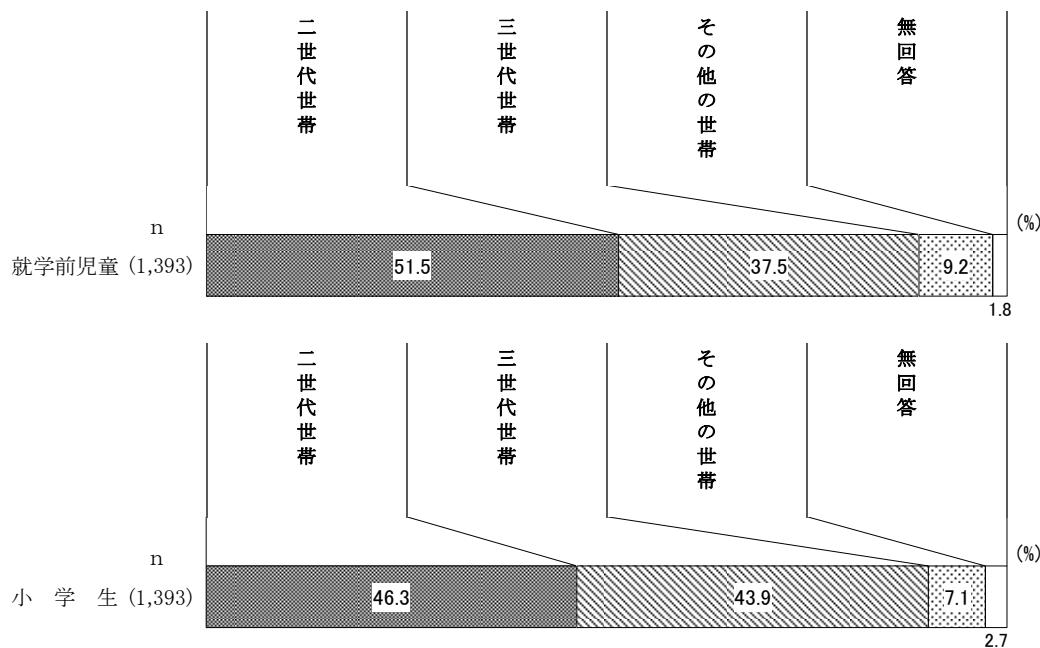 二世代世帯
三世代世帯
その他の世帯
無回答
n
(%)
就学前児童 (1,393)
51.5
37.5
9.2
1.8
二世代世帯
三世代世帯
その他の世帯
無回答
n
(%)
小 学 生 (1,393)
46.3
43.9
7.1
2.7